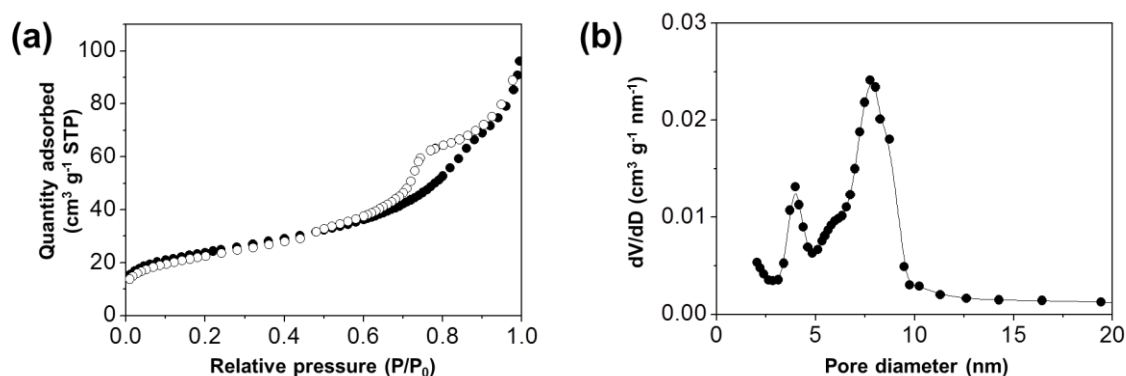 (a)
Quantity adsorbed
(cm³ g⁻¹ STP)
100
80
60
40
20
0
0.0 0.2 0.4 0.6 0.8 1.0
Relative pressure (P/P₀)
(b)
dV/dD (cm³ g⁻¹ nm⁻¹)
0.03
0.02
0.01
0.00
0 5 10 15 20
Pore diameter (nm)